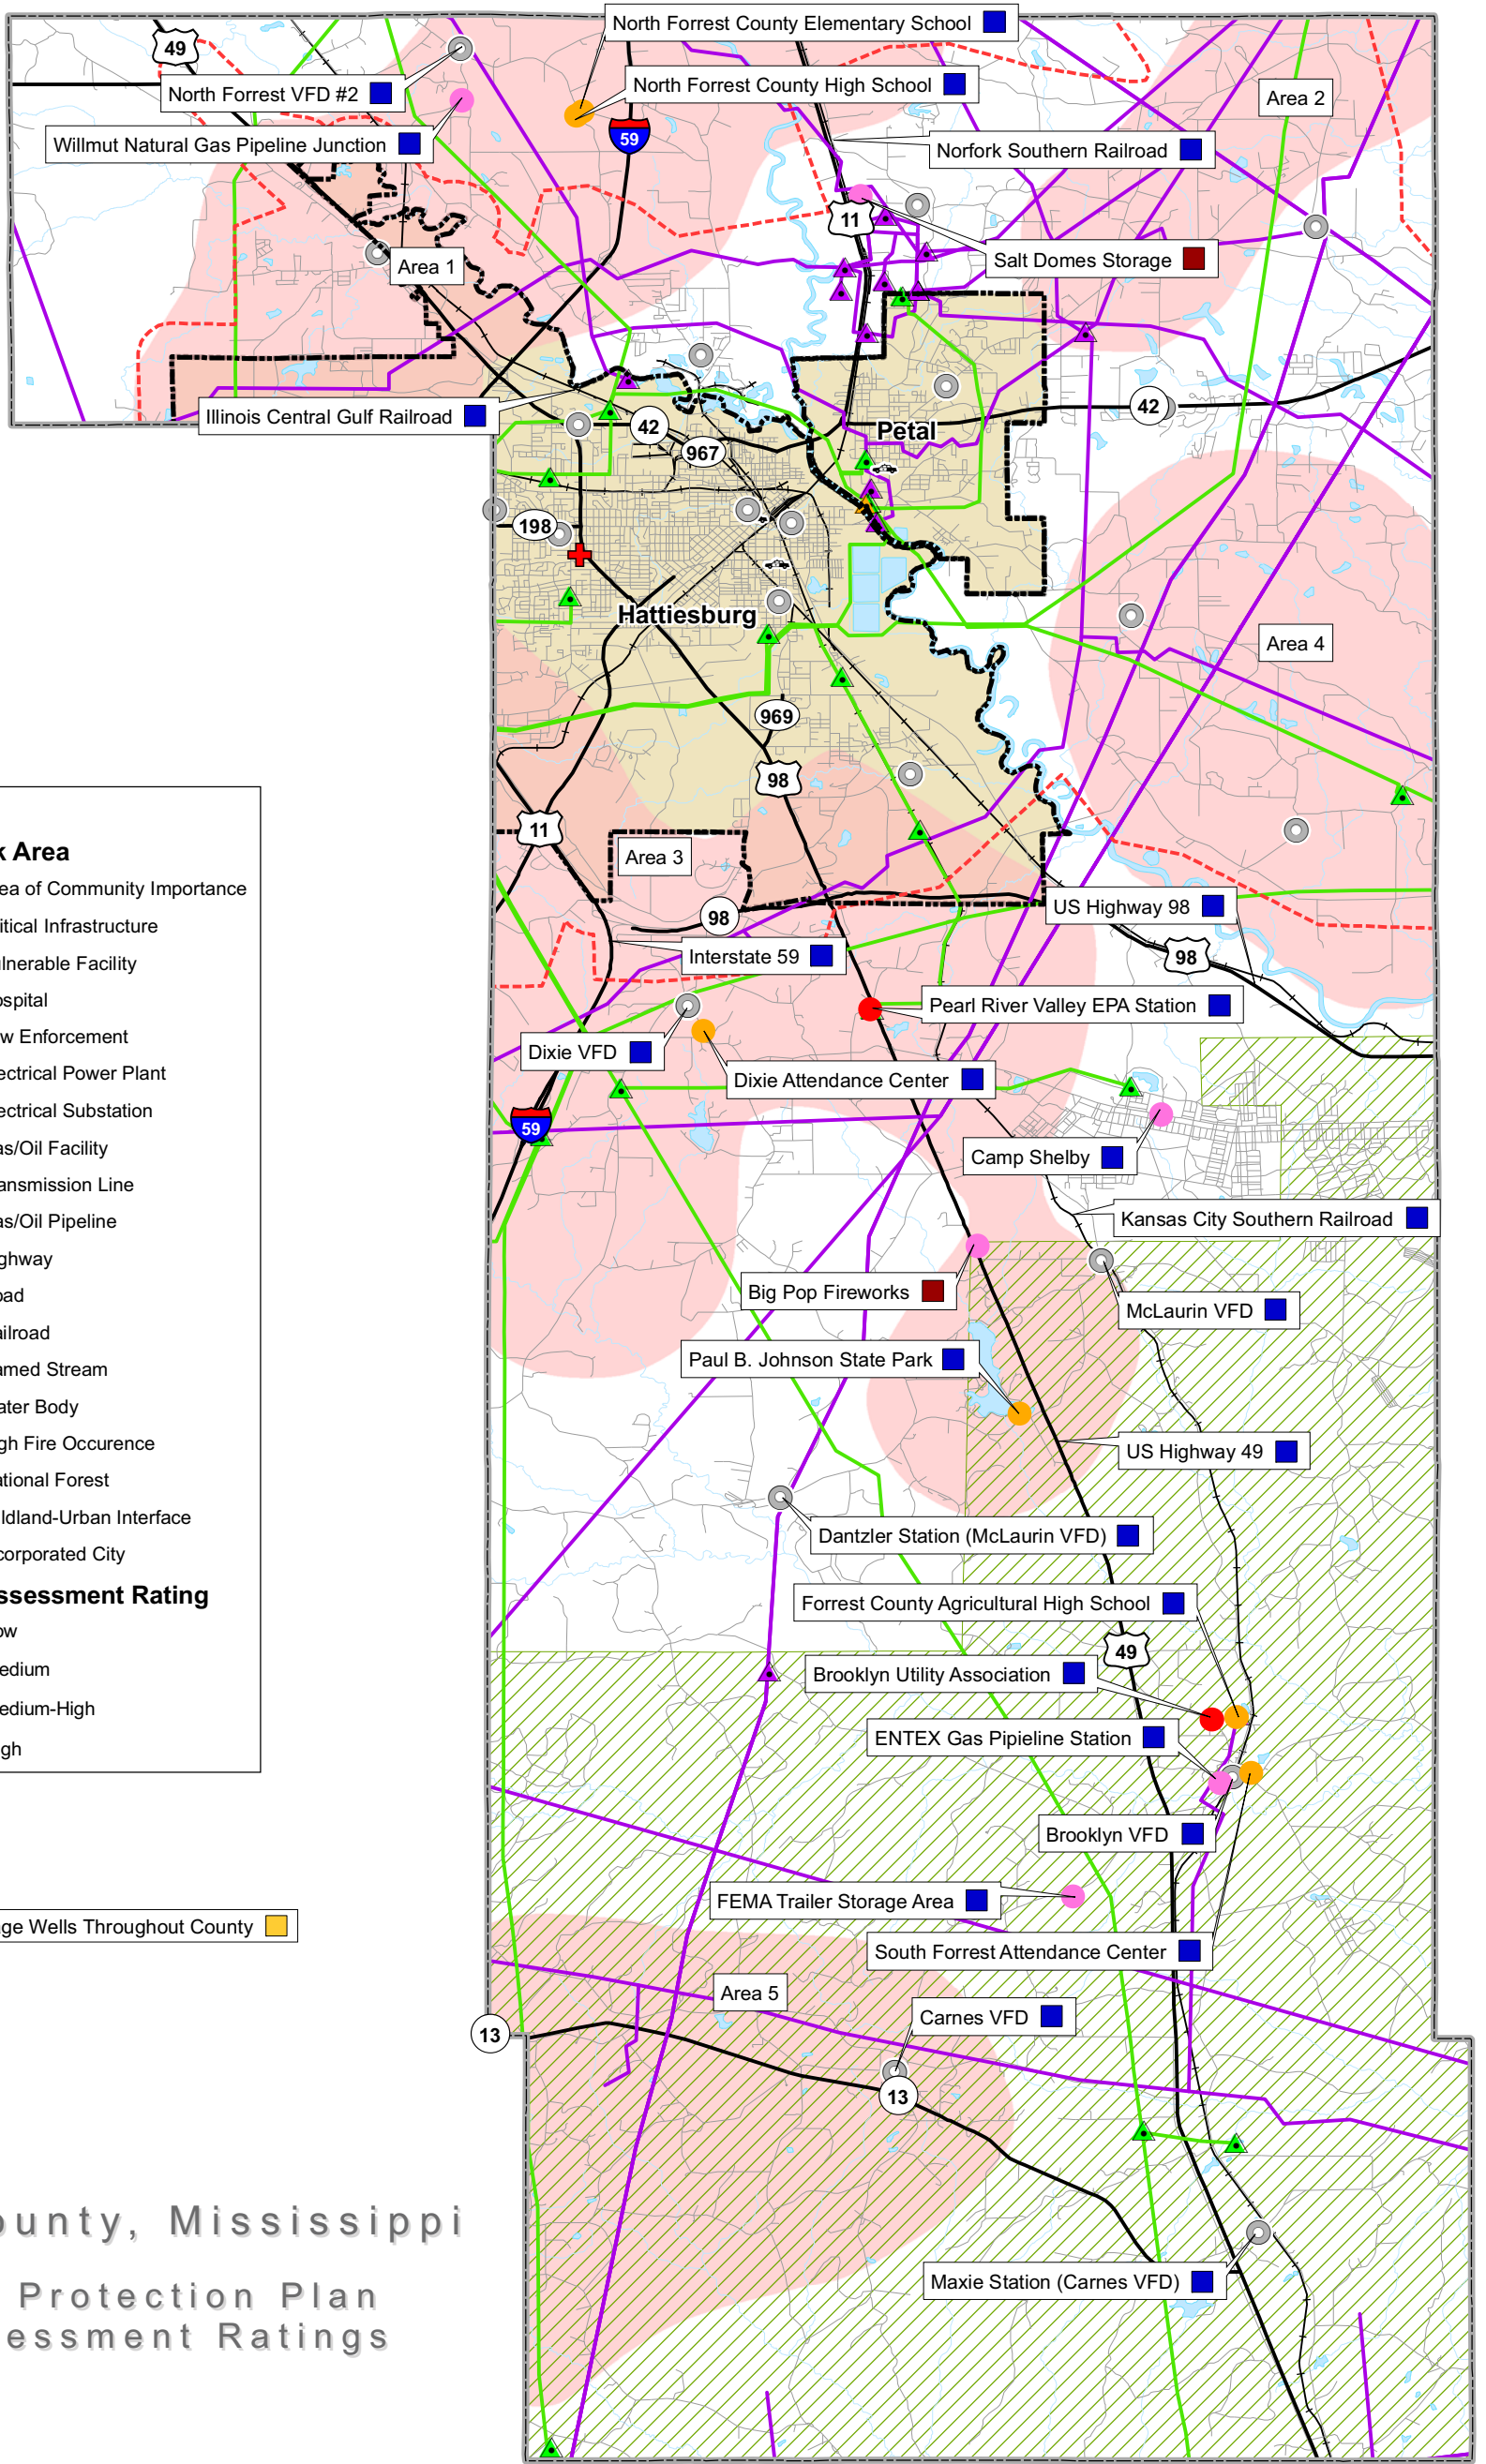 North Forrest County Elementary School
49
North Forrest VFD #2
North Forrest County High School
Area 2
59
Willmut Natural Gas Pipeline Junction
Norfork Southern Railroad
11
Salt Domes Storage
Area 1
Illinois Central Gulf Railroad
42
42
Petal
967
198
Hattiesburg
Area 4
969
98
11
Area 3
k Area
ea of Community Importance
itical Infrastructure
ulnerable Facility
ospital
aw Enforcement
ectrical Power Plant
ectrical Substation
as/Oil Facility
ansmission Line
as/Oil Pipeline
ghway
oad
ailroad
amed Stream
ater Body
gh Fire Occurence
ational Forest
ildland-Urban Interface
corporated City
ssessment Rating
ow
edium
edium-High
gh
98
US Highway 98
Interstate 59
98
Pearl River Valley EPA Station
Dixie VFD
Dixie Attendance Center
59
Camp Shelby
Kansas City Southern Railroad
Big Pop Fireworks
McLaurin VFD
Paul B. Johnson State Park
US Highway 49
Dantzler Station (McLaurin VFD)
Forrest County Agricultural High School
49
Brooklyn Utility Association
ENTEX Gas Pipieline Station
Brooklyn VFD
FEMA Trailer Storage Area
age Wells Throughout County
South Forrest Attendance Center
Area 5
Carnes VFD
13
13
ounty, Mississippi
Protection Plan
essment Ratings
Maxie Station (Carnes VFD)